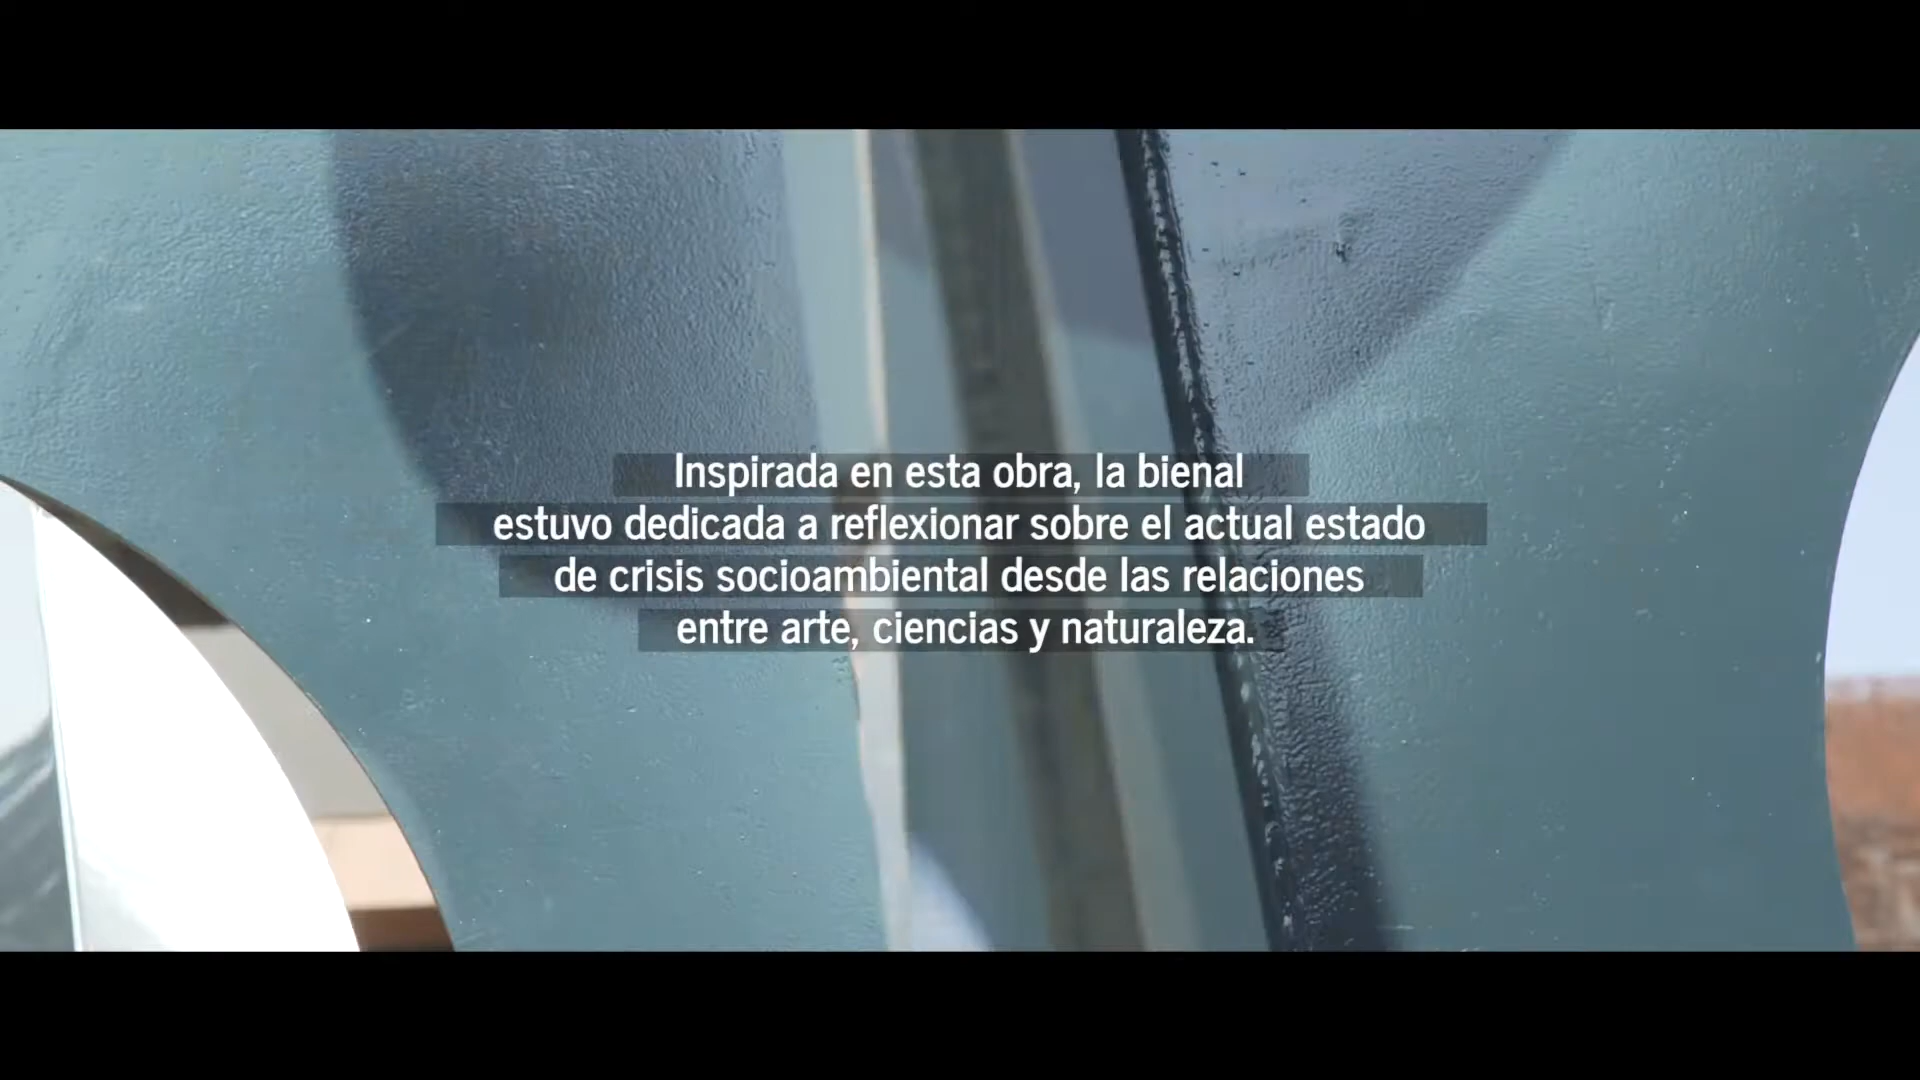 Inspirada en esta obra, la bienal
estuvo dedicada a reflexionar sobre el actual estado
de crisis socioambiental desde las relaciones
entre arte, ciencias y naturaleza.